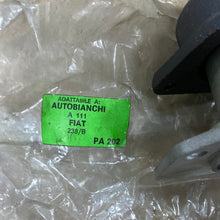 ADATTABILE A:
AUTOBIANCHI
A 111
FIAT
238/B
PA 202